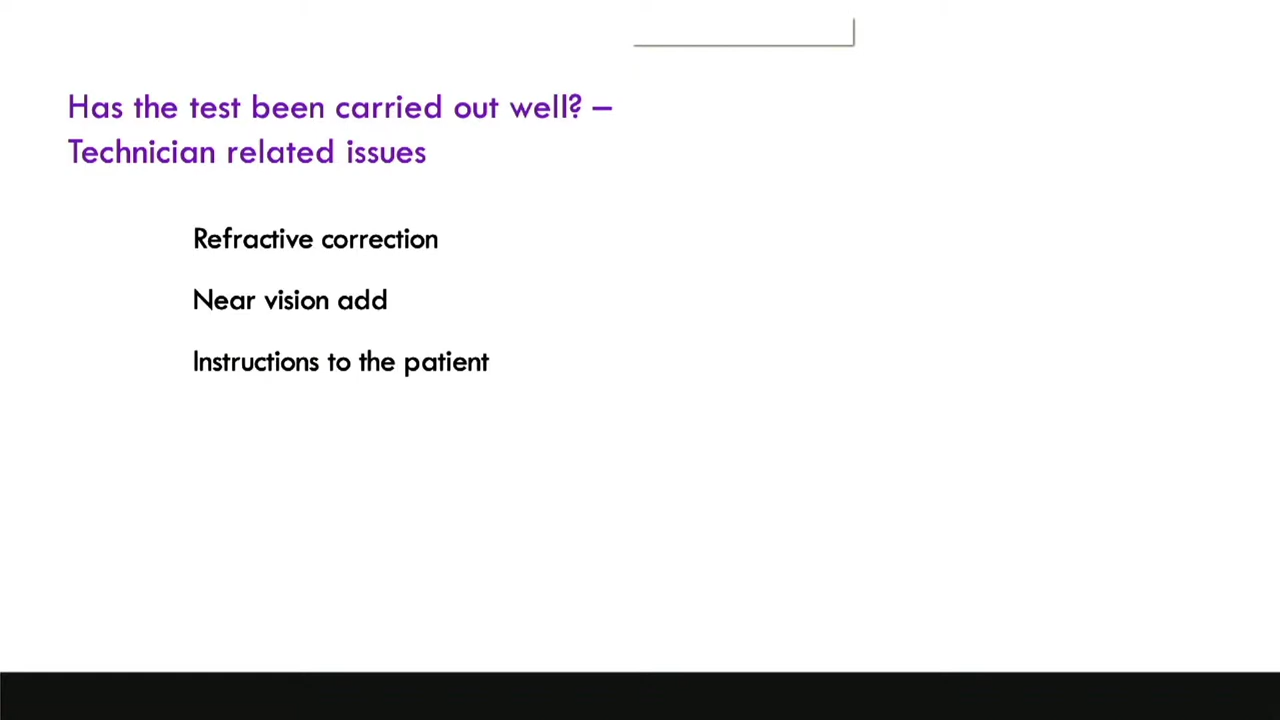 Has the test been carried out well? –
Technician related issues
Refractive correction
Near vision add
Instructions to the patient